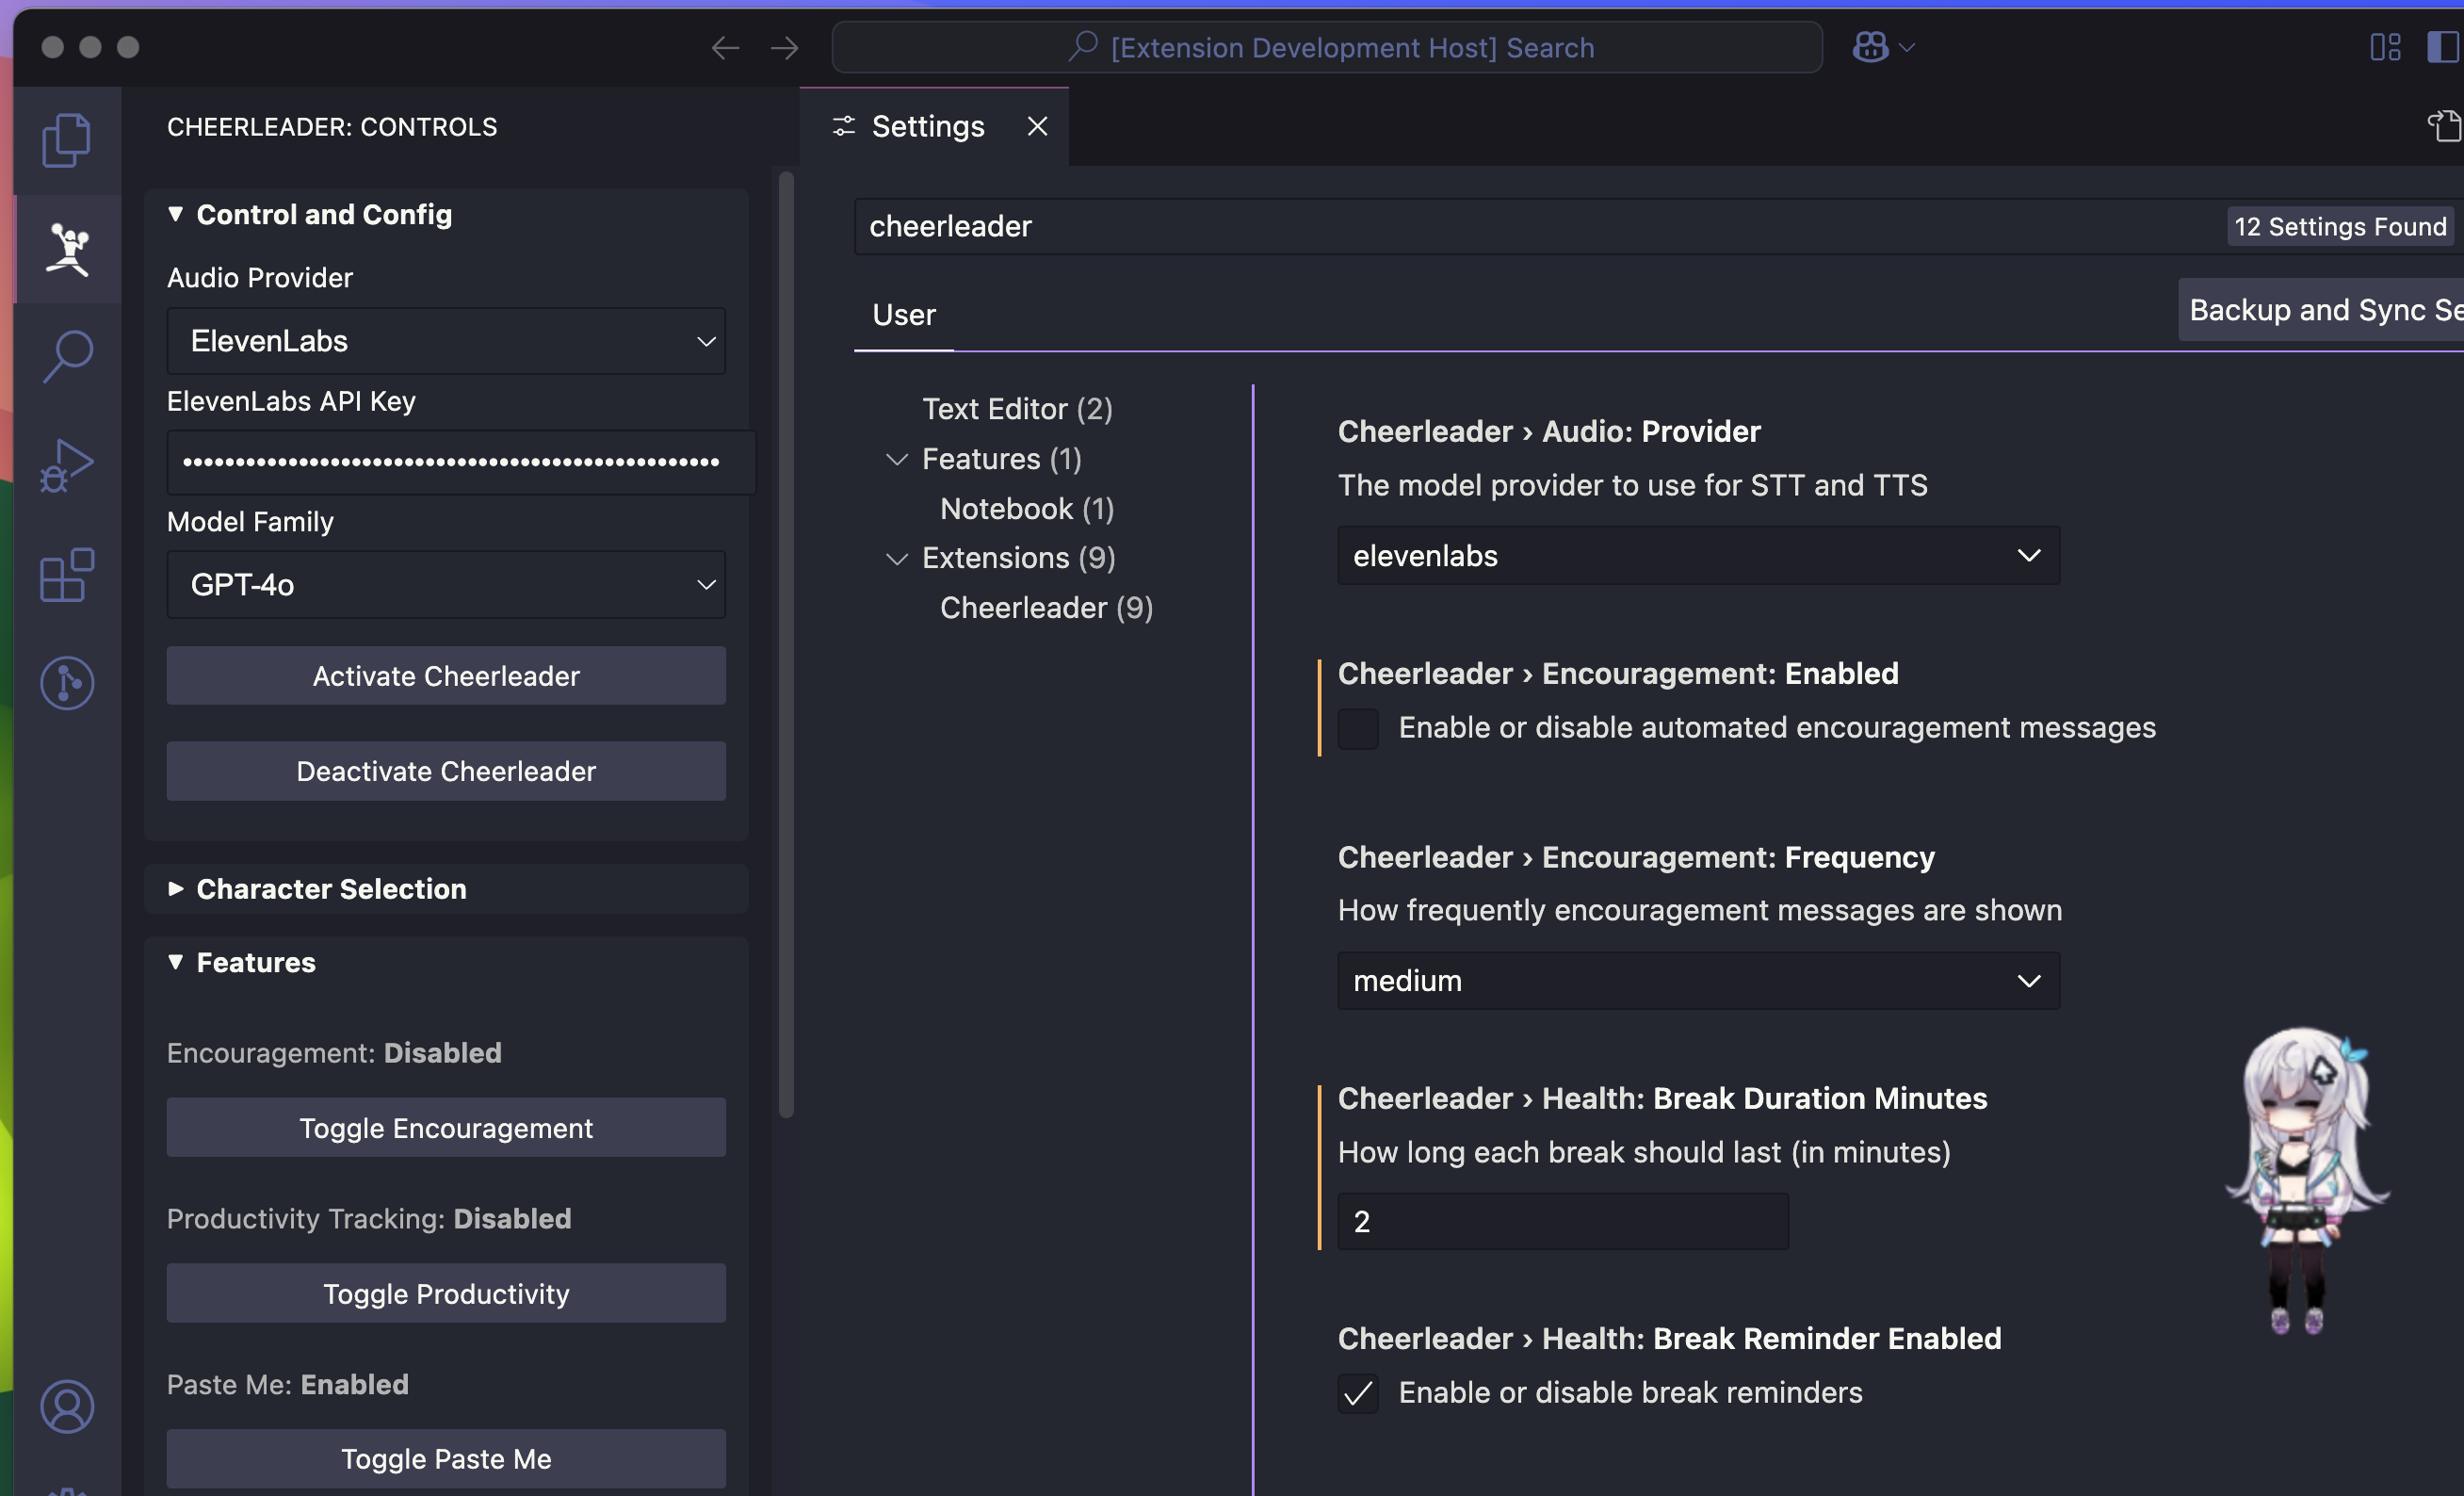 [Extension Development Host] Search
CHEERLEADER: CONTROLS
Control and Config
Audio Provider
ElevenLabs
ElevenLabs API Key
••••••••••••••••••••••••••••••••••••••••••••••••••••
Model Family
GPT-4o
Activate Cheerleader
Deactivate Cheerleader
Character Selection
Features
Encouragement: Disabled
Toggle Encouragement
Productivity Tracking: Disabled
Toggle Productivity
Paste Me: Enabled
Toggle Paste Me
Settings
cheerleader
12 Settings Found
User
Backup and Sync Se
Text Editor (2)
Features (1)
Notebook (1)
Extensions (9)
Cheerleader (9)
Cheerleader › Audio: Provider
The model provider to use for STT and TTS
elevenlabs
Cheerleader › Encouragement: Enabled
Enable or disable automated encouragement messages
Cheerleader › Encouragement: Frequency
How frequently encouragement messages are shown
medium
Cheerleader › Health: Break Duration Minutes
How long each break should last (in minutes)
2
Cheerleader › Health: Break Reminder Enabled
Enable or disable break reminders